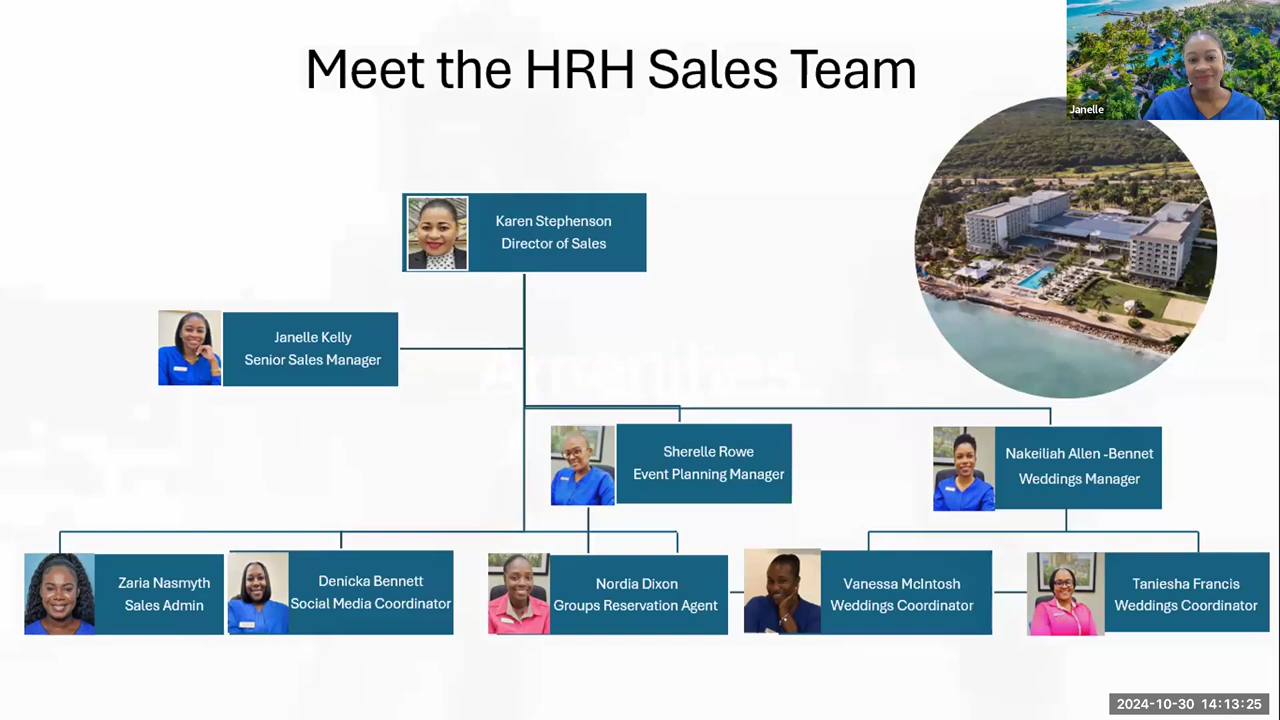 Meet the HRH Sales Team
Janelle
Karen Stephenson
Director of Sales
Janelle Kelly
Senior Sales Manager
Amenities
Sherelle Rowe
Event Planning Manager
Nakeiliah Allen -Bennet
Weddings Manager
Zaria Nasmyth
Sales Admin
Denicka Bennett
Social Media Coordinator
Nordia Dixon
Groups Reservation Agent
Vanessa McIntosh
Weddings Coordinator
Taniesha Francis
Weddings Coordinator
2024-10-30 14:13:25